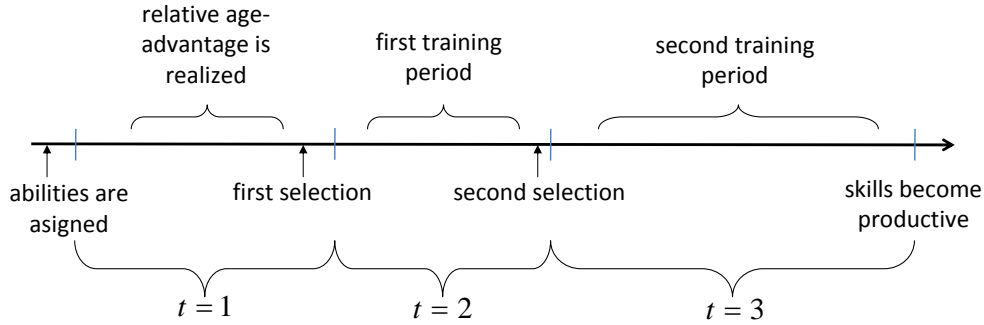 relative age-
advantage is
realized
first training
period
second training
period
abilities are
asigned
first selection
second selection
skills become
productive
t = 1
t = 2
t = 3